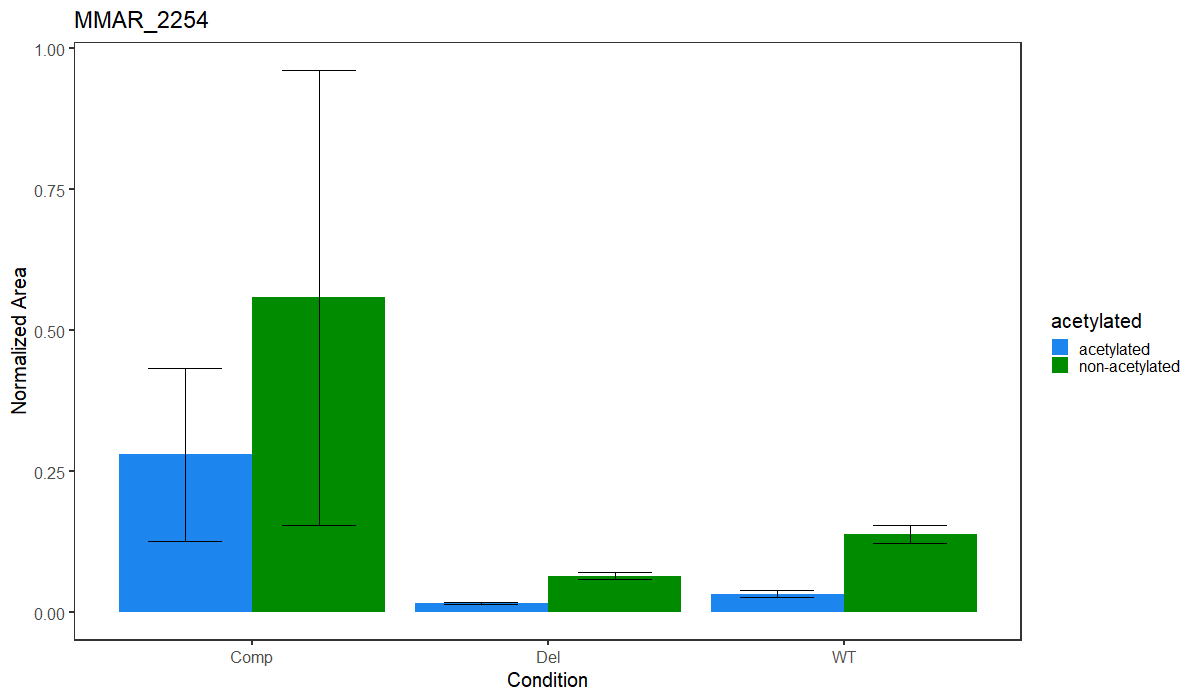 MMAR_2254
1.00
0.75
0.50
0.25
0.00
Normalized Area
Comp
Del
WT
Condition
acetylated
acetylated
non-acetylated